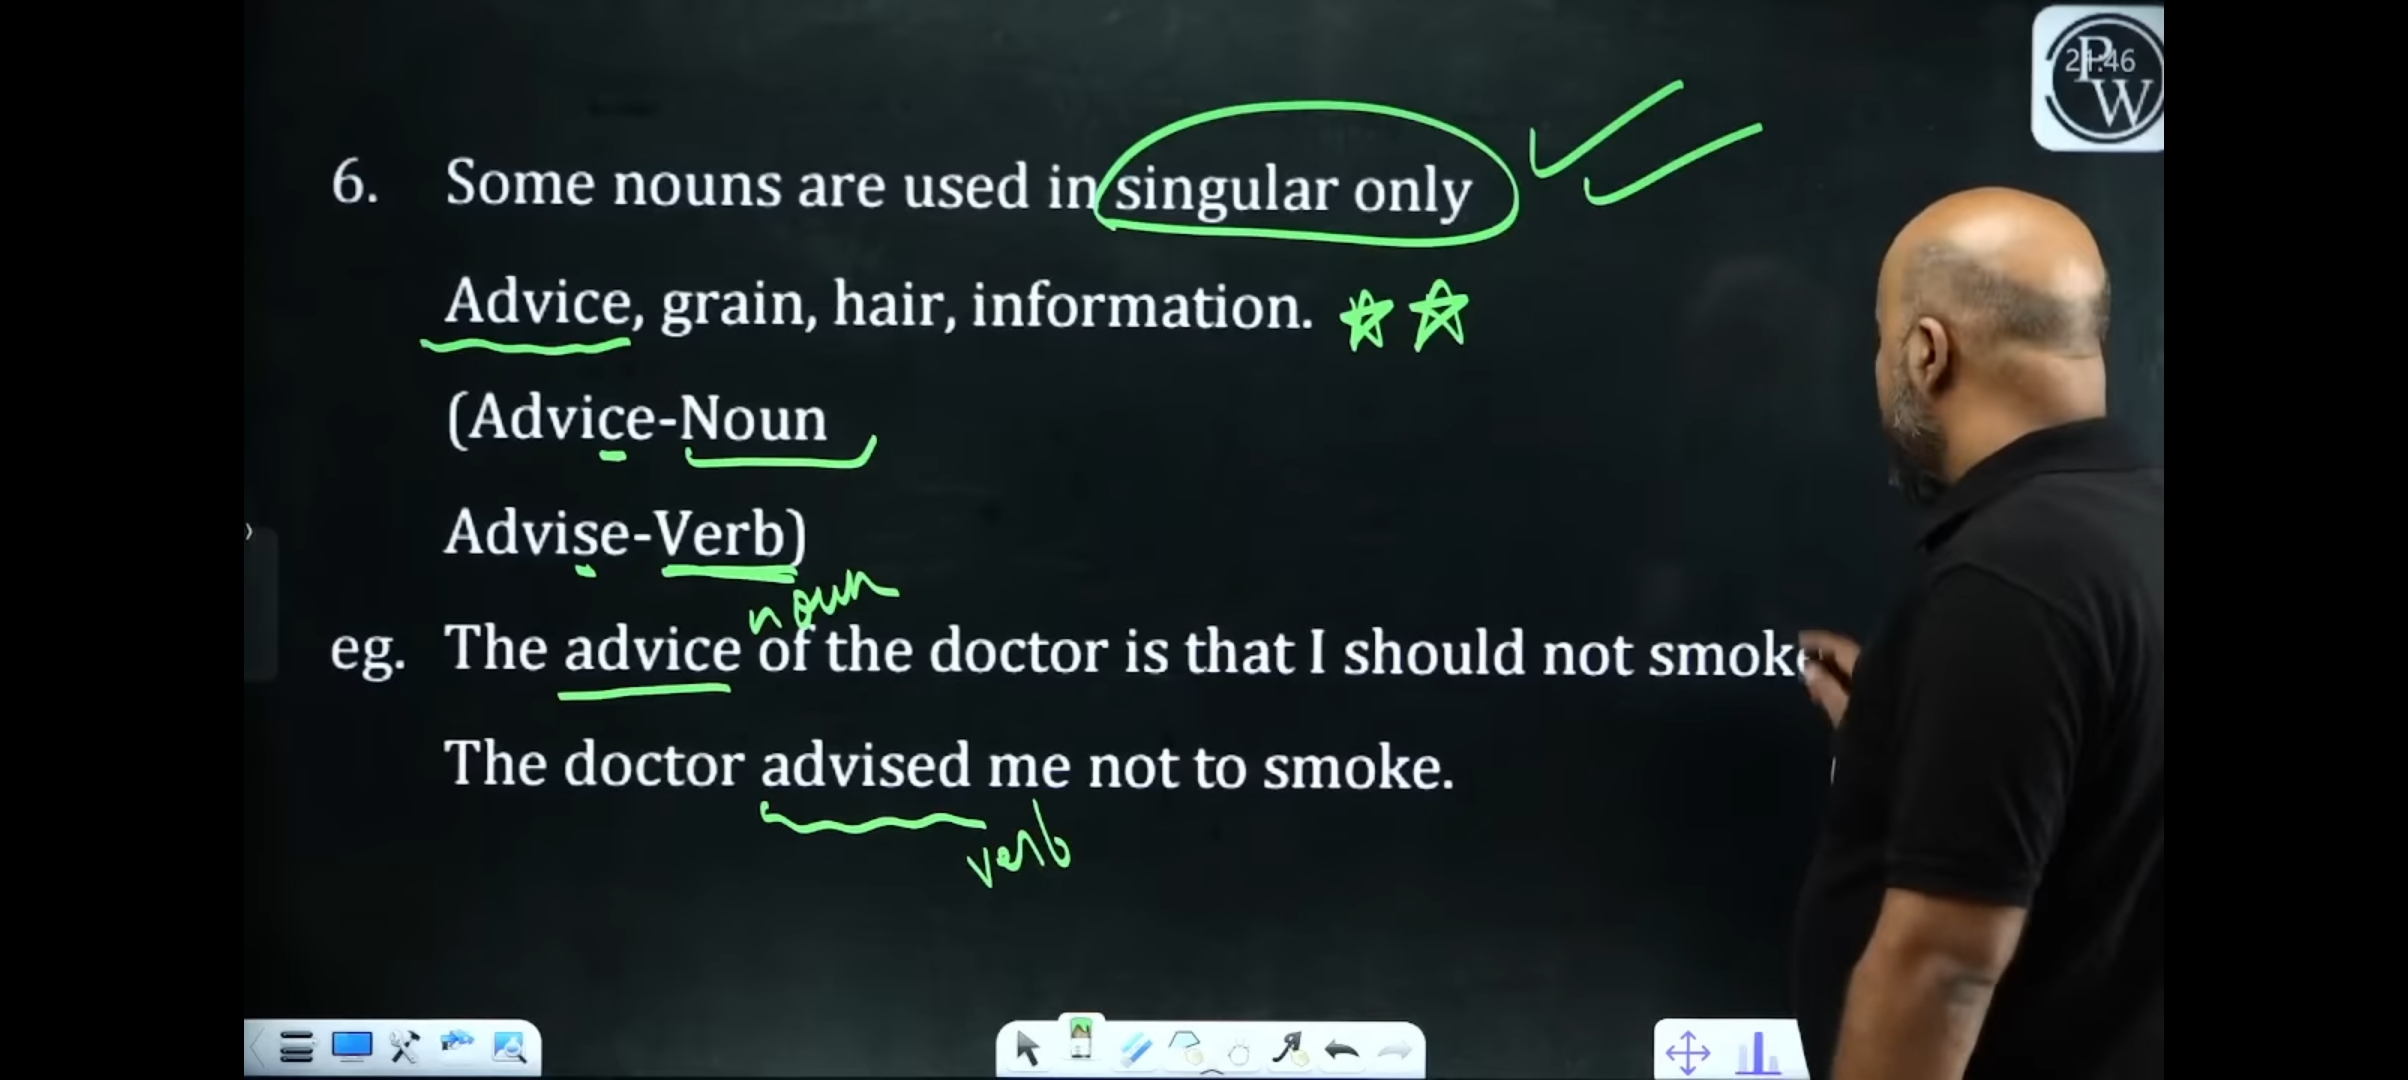 21:46
PW
6. Some nouns are used in singular only
Advice, grain, hair, information.
(Advice-Noun
Advise-Verb)
noun
eg. The advice of the doctor is that I should not smoke
The doctor advised me not to smoke.
verb